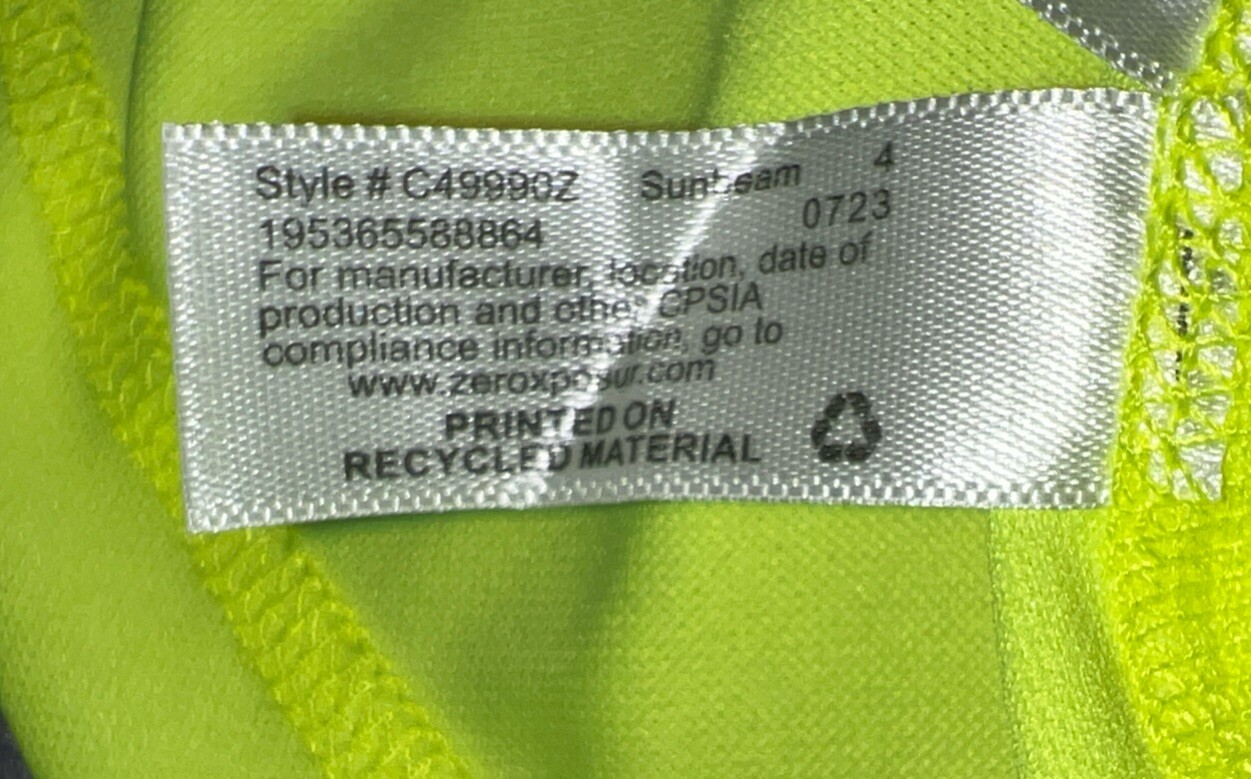 Style # C49990Z Sunbeam 4
195365588864 0723
For manufacturer, location, date of
production and other CPSIA
compliance information, go to
www.zeroxposur.com
PRINTED ON
RECYCLED MATERIAL